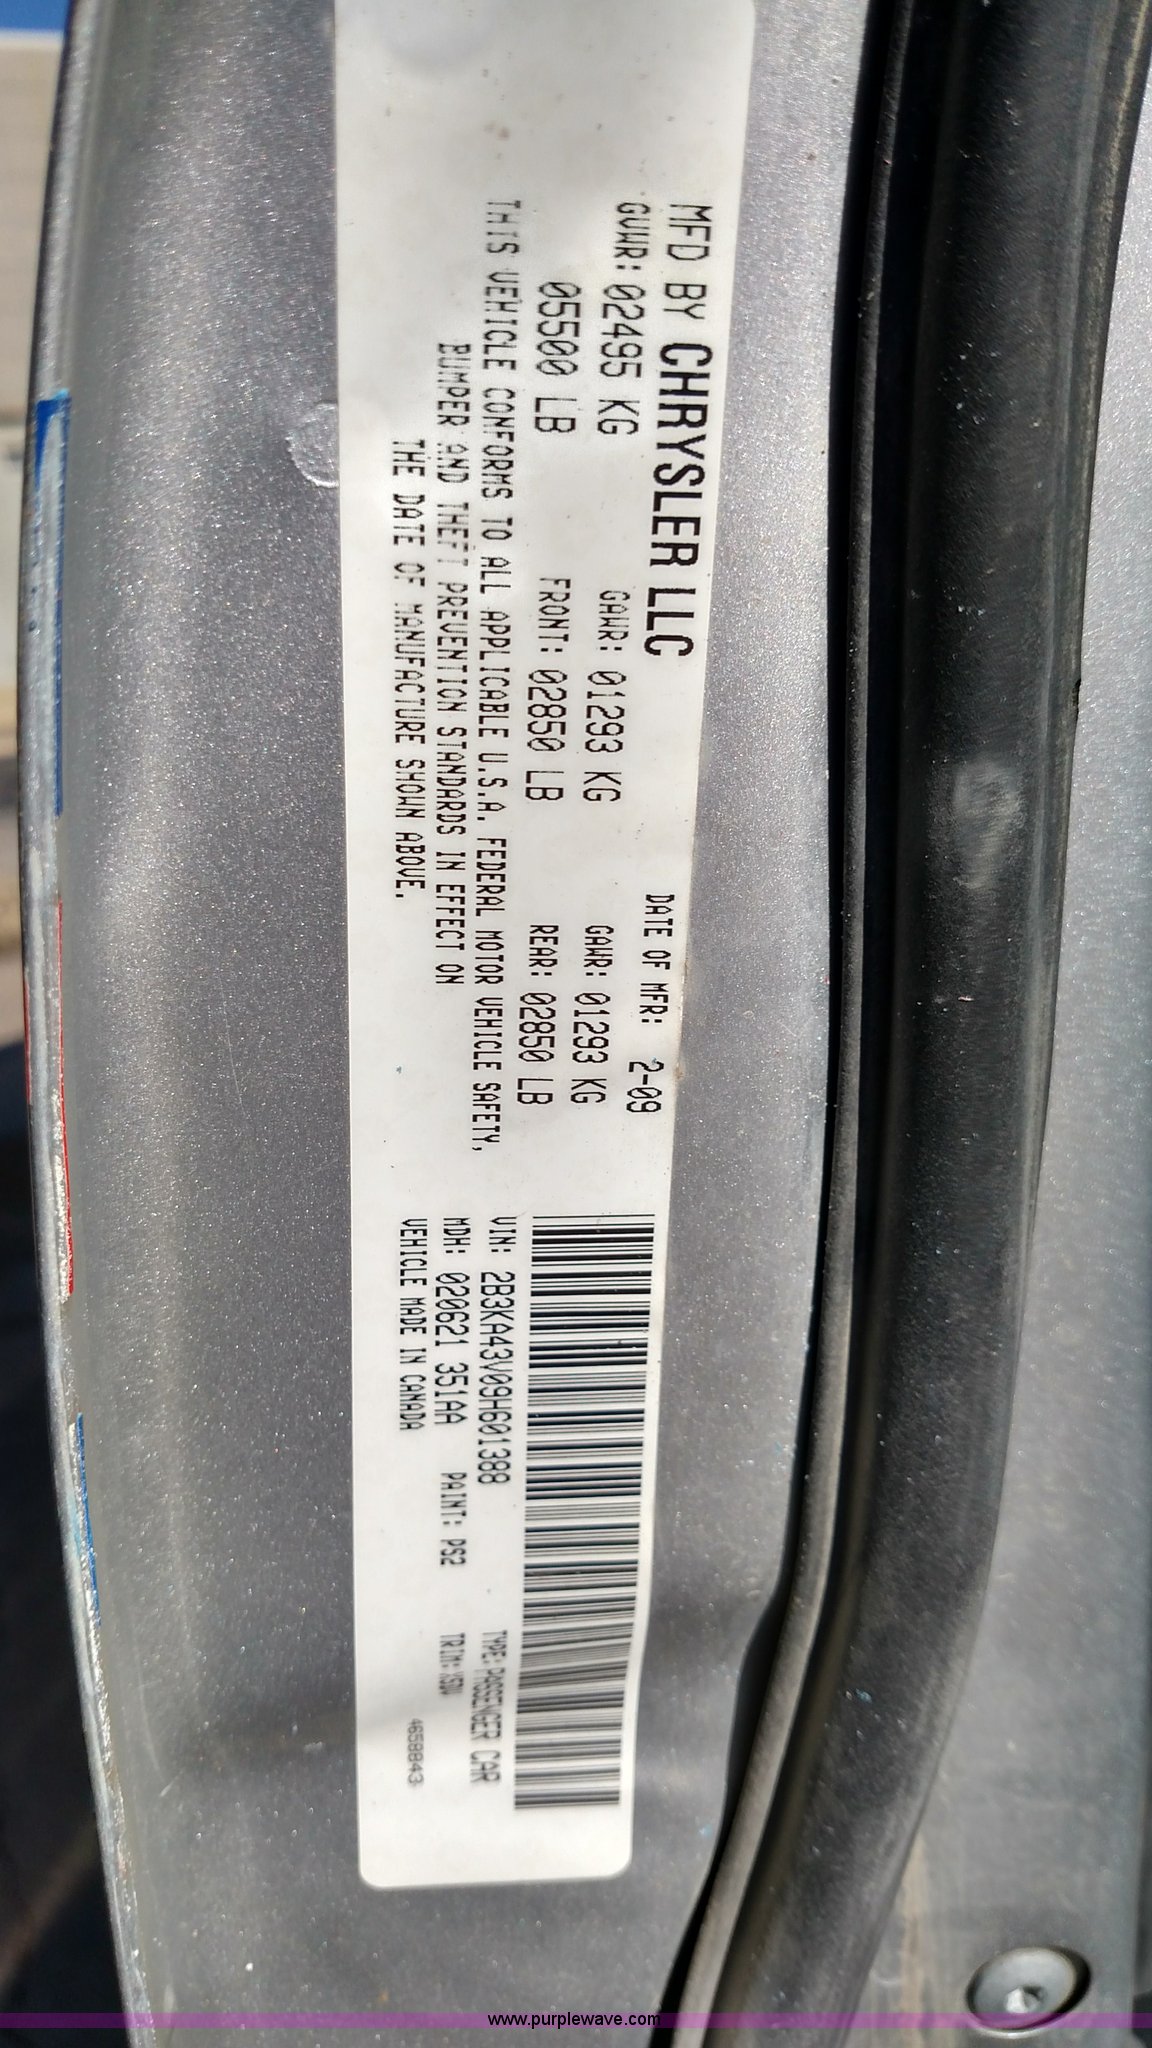 MFD BY CHRYSLER LLC DATE OF MFR: 2-09
GVWR: 02495 KG GAWR: 01293 KG GAWR: 01293 KG
05500 LB FRONT: 02850 LB REAR: 02850 LB
THIS VEHICLE CONFORMS TO ALL APPLICABLE U.S.A. FEDERAL MOTOR VEHICLE SAFETY,
BUMPER AND THEFT PREVENTION STANDARDS IN EFFECT ON
THE DATE OF MANUFACTURE SHOWN ABOVE.
VIN: 2B3KA43V09H601388 TYPE: PASSENGER CAR
MDH: 020621 351AA PAINT: PS2 TRIM:
VEHICLE MADE IN CANADA 4658843
www.purplewave.com